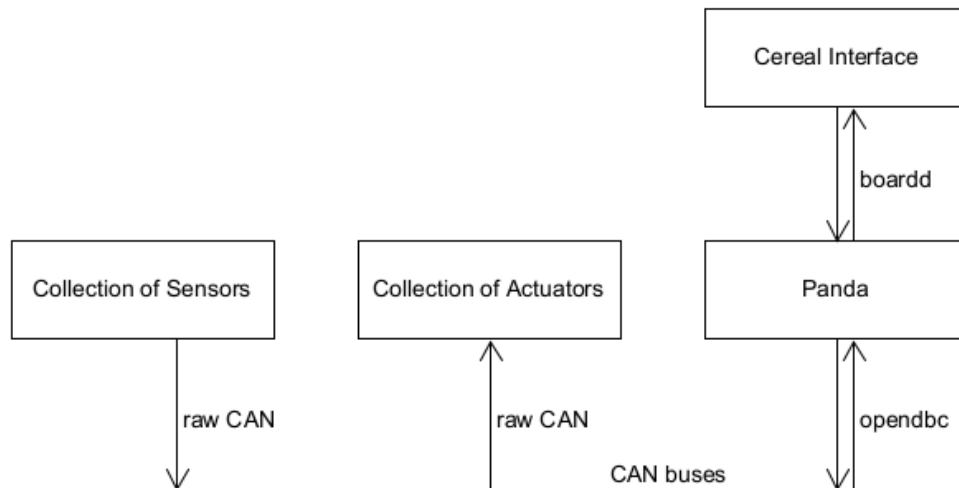 Cereal Interface
boardd
Collection of Sensors
Collection of Actuators
Panda
raw CAN
raw CAN
opendbc
CAN buses